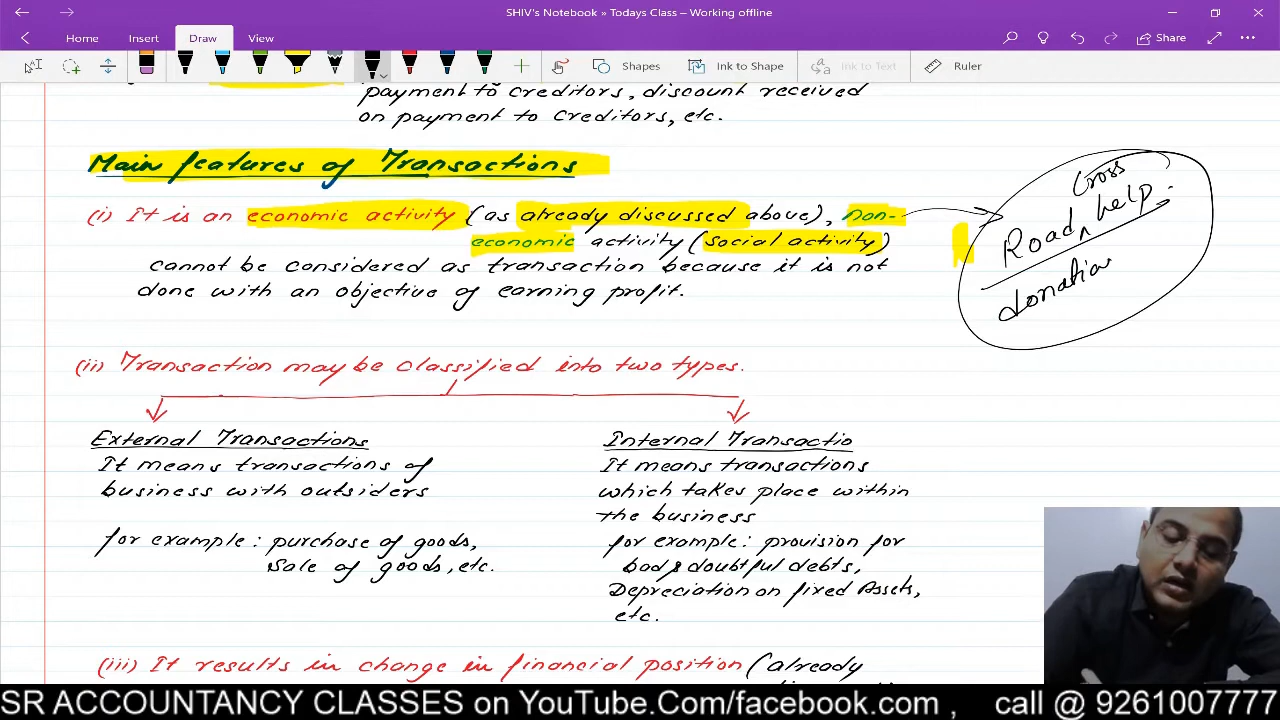 SHIV's Notebook » Todays Class – Working offline
Home Insert Draw View
Share
Shapes Ink to Shape Ink to Text Ruler
payment to creditors, discount received
on payment to creditors, etc.
Main features of Transactions
(i) It is an economic activity (as already discussed above), non-
economic activity (social activity)
cannot be considered as transaction because it is not
done with an objective of earning profit.
Cross
Road, help
donation
(ii) Transaction may be classified into two types.
External Transactions
It means transactions of
business with outsiders
for example: purchase of goods,
Sale of goods, etc.
Internal Transactio
It means transactions
which takes place within
the business
for example: provision for
bad & doubtful debts,
Depreciation on fixed Assets,
etc.
(iii) It results in change in financial position (already
SR ACCOUNTANCY CLASSES on YouTube.Com/facebook.com , call @ 9261007777